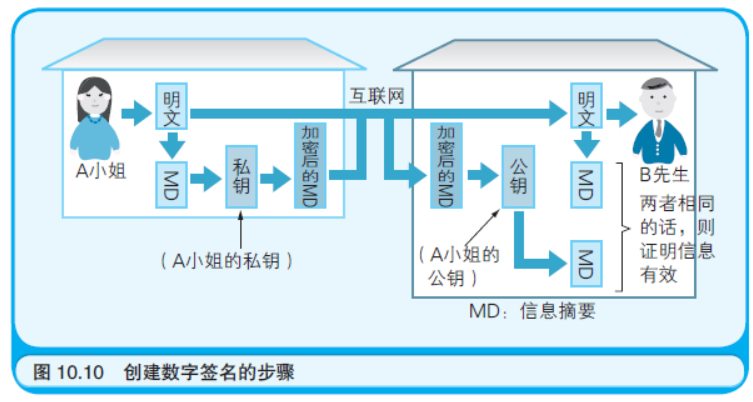 互联网
明文
明文
A小姐
MD
私钥
加密后的MD
加密后的MD
公钥
MD
B先生
两者相同
的话，则
证明信息
有效
（A小姐的私钥）
（A小姐的
公钥）
MD
MD：信息摘要
图 10.10 创建数字签名的步骤